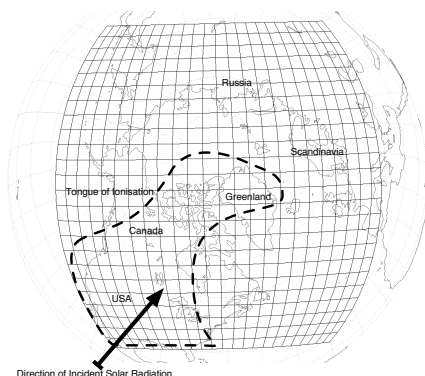 Russia
Scandinavia
Tongue of Ionisation
Greenland
Canada
USA
Direction of Incident Solar Radiation